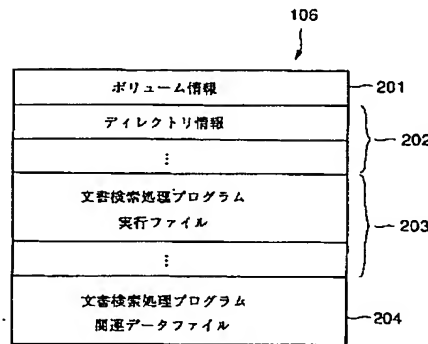 106
ボリューム情報
201
ディレクトリ情報
⋮
202
文書検索処理プログラム
実行ファイル
⋮
203
文書検索処理プログラム
関連データファイル
204